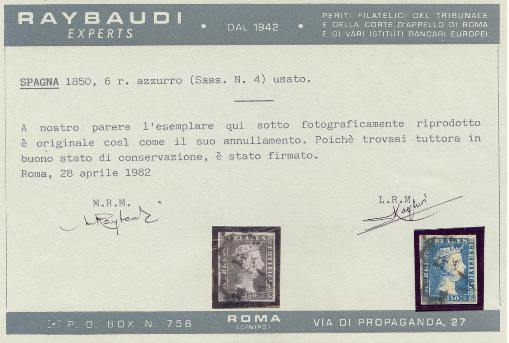 RAYBAUDI
EXPERTS
• DAL 1942 •
PERITI FILATELICI DEL TRIBUNALE
E DELLA CORTE D'APPELLO DI ROMA
E DI VARI ISTITUTI BANCARI EUROPEI
SPAGNA 1850, 6 r. azzurro (Sass. N. 4) usato.
A nostro parere l'esemplare qui sotto fotograficamente riprodotto
è originale così come il suo annullamento. Poichè trovasi tuttora in
buono stato di conservazione, è stato firmato.
Roma, 28 aprile 1982
M.R.M. L.R.M.
P. O. BOX N. 756
ROMA
(CENTRO)
VIA DI PROPAGANDA, 27